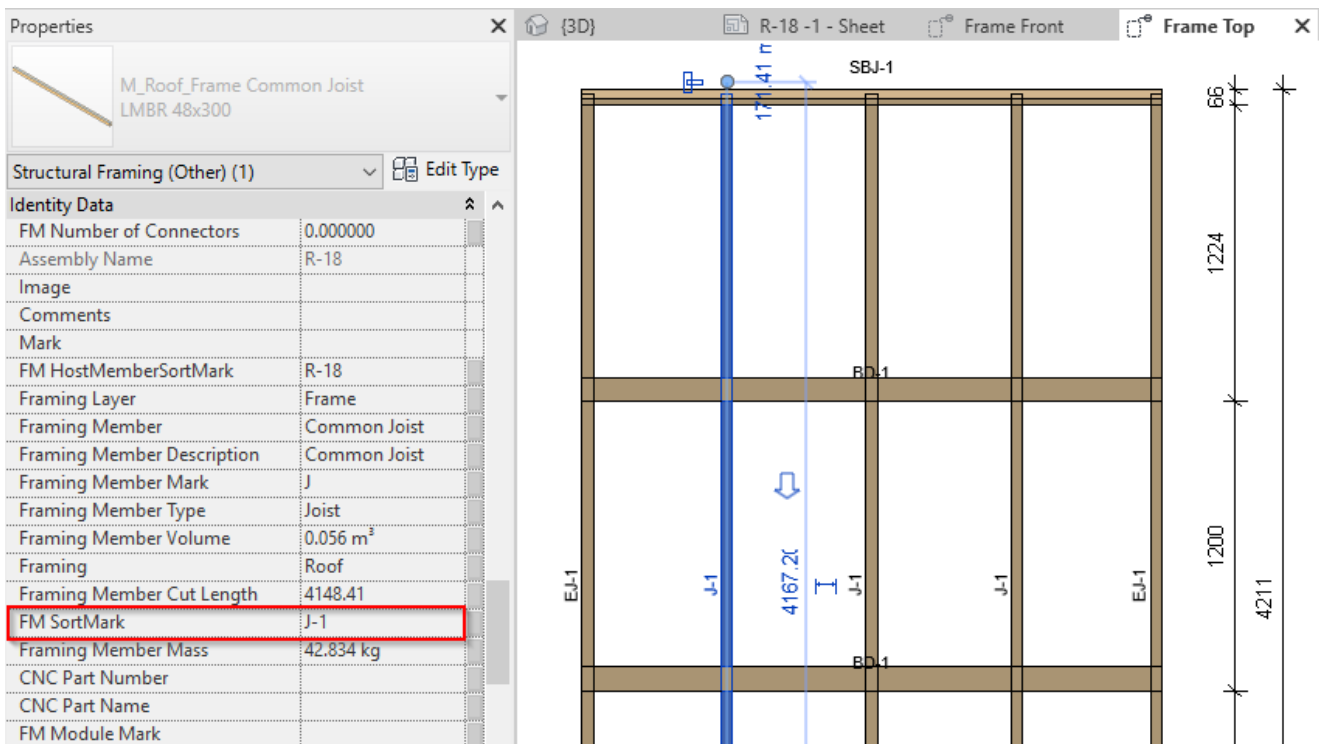 Properties
M_Roof_Frame Common Joist
LMBR 48x300
Structural Framing (Other) (1)
Edit Type
Identity Data
FM Number of Connectors 0.000000
Assembly Name R-18
Image
Comments
Mark
FM HostMemberSortMark R-18
Framing Layer Frame
Framing Member Common Joist
Framing Member Description Common Joist
Framing Member Mark J
Framing Member Type Joist
Framing Member Volume 0.056 m³
Framing Roof
Framing Member Cut Length 4148.41
FM SortMark J-1
Framing Member Mass 42.834 kg
CNC Part Number
CNC Part Name
FM Module Mark
{3D}
R-18 -1 - Sheet
Frame Front
Frame Top
SBJ-1
171.41
66
1224
BD-1
1200
4211
EJ-1
J-1
4167.20
J-1
J-1
EJ-1
BD-1